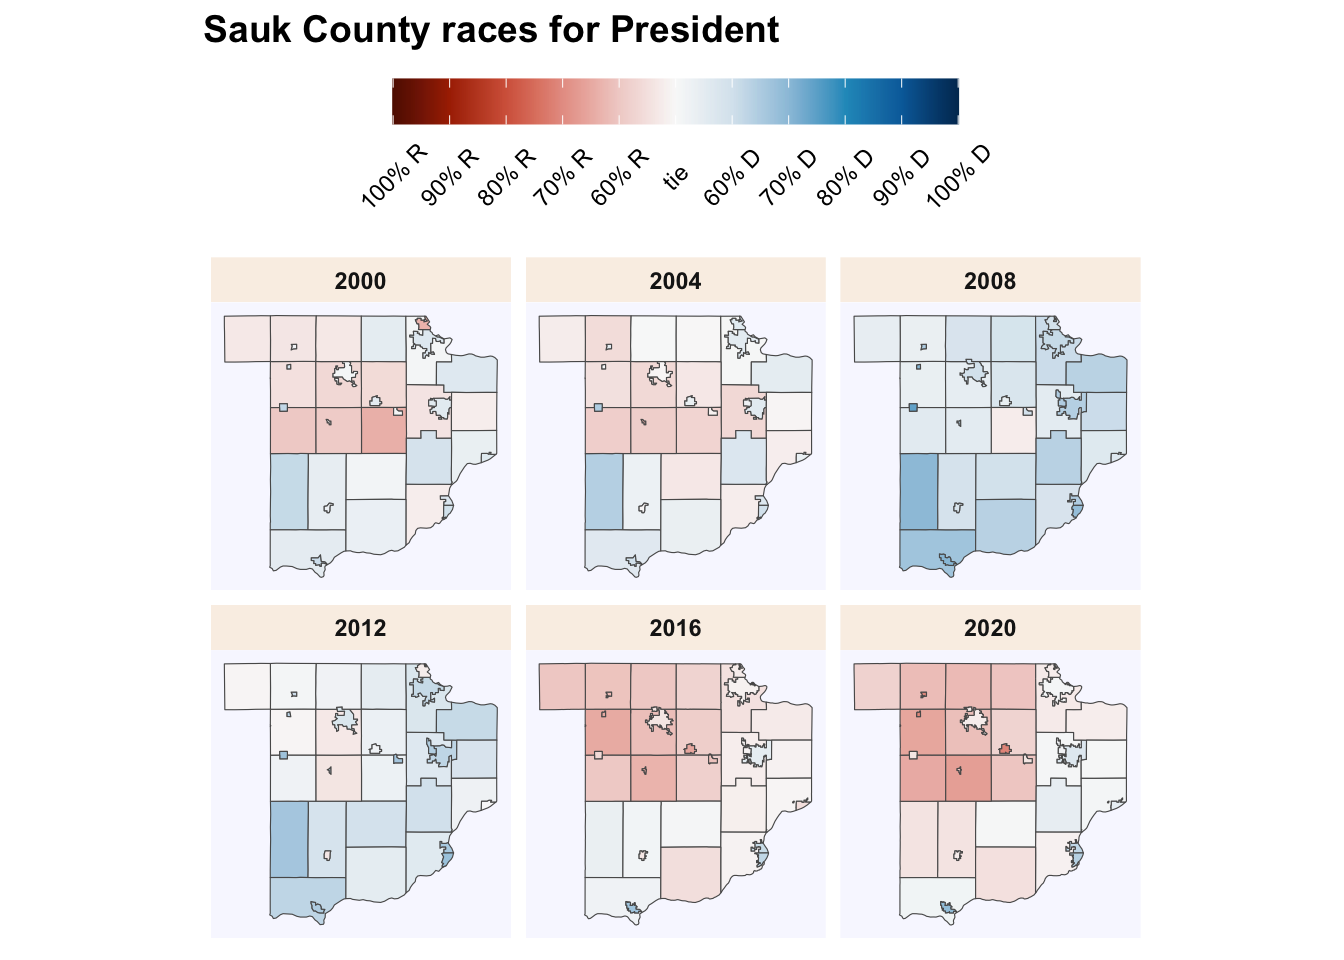 Sauk County races for President
100% R 90% R 80% R 70% R 60% R tie 60% D 70% D 80% D 90% D 100% D
2000 2004 2008
2012 2016 2020